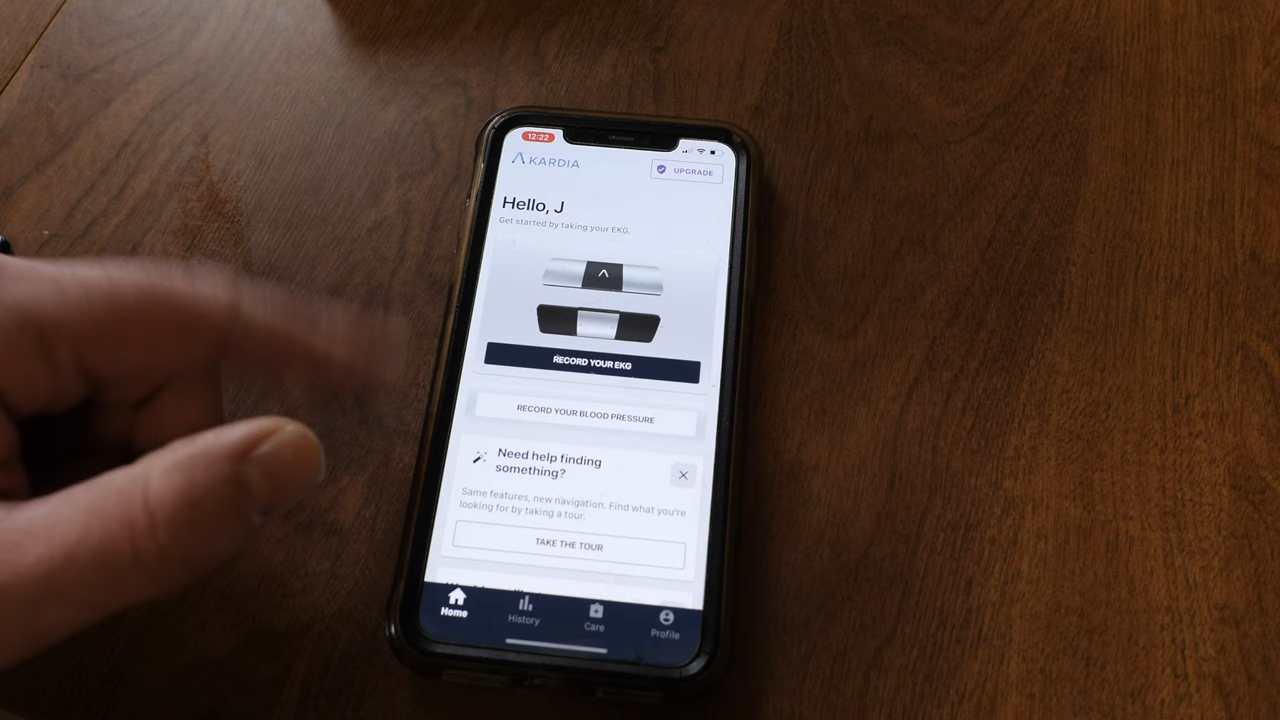 12:22
KARDIA
UPGRADE
Hello, J
Get started by taking your EKG.
RECORD YOUR EKG
RECORD YOUR BLOOD PRESSURE
Need help finding
something?
Same features, new navigation. Find what you're
looking for by taking a tour.
TAKE THE TOUR
Home
History
Care
Profile